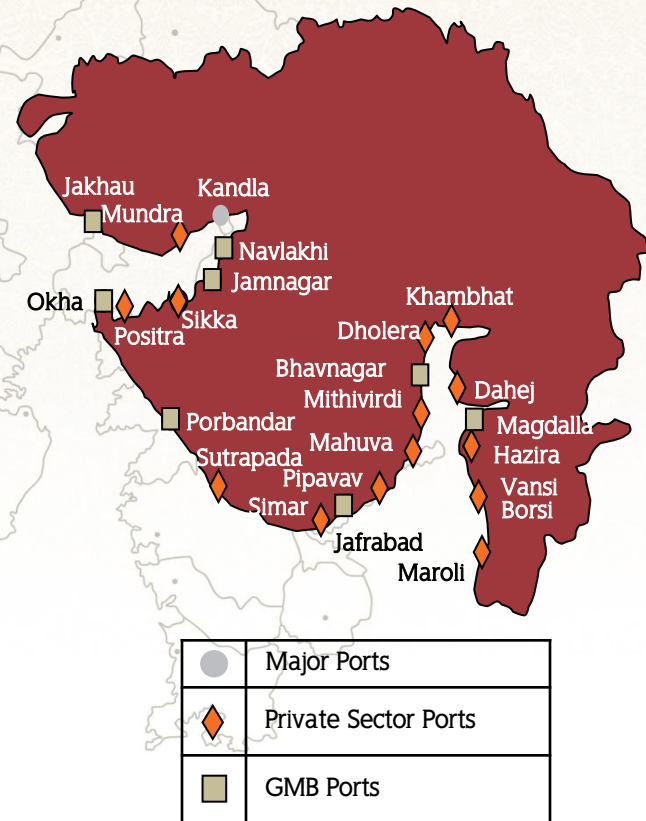 Jakhau
Kandla
Mundra
Navlakhi
Jamnagar
Okha
Positra
Sikka
Khambhat
Dholera
Bhavnagar
Dahej
Mithivirdi
Porbandar
Magdalla
Mahuva
Hazira
Sutrapada
Pipavav
Vansi
Borsi
Simar
Jafrabad
Maroli
Major Ports
Private Sector Ports
GMB Ports